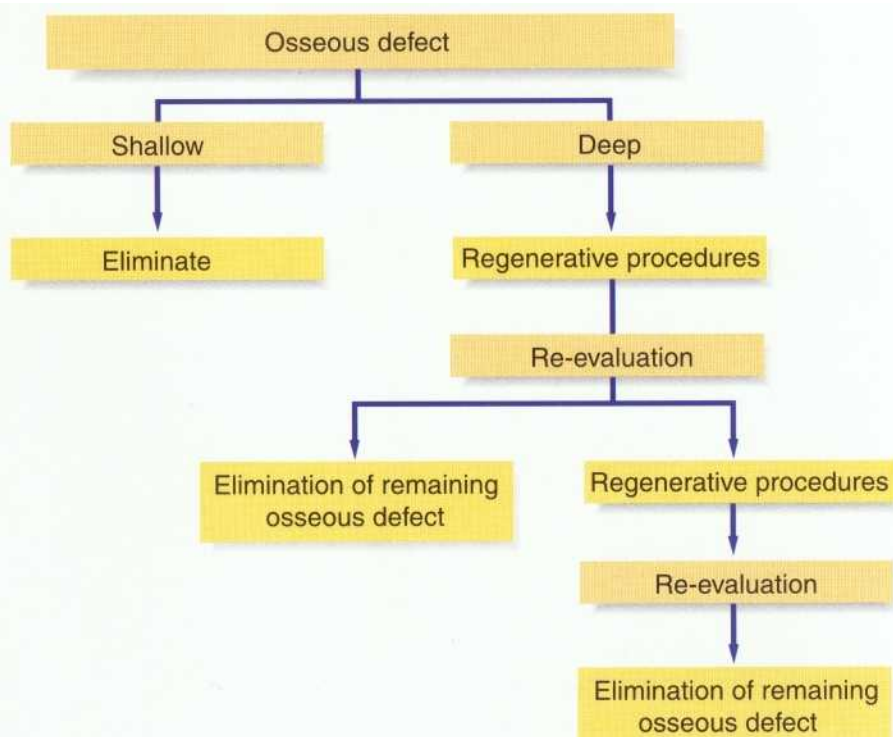 Osseous defect
Shallow
Deep
Eliminate
Regenerative procedures
Re-evaluation
Elimination of remaining
osseous defect
Regenerative procedures
Re-evaluation
Elimination of remaining
osseous defect